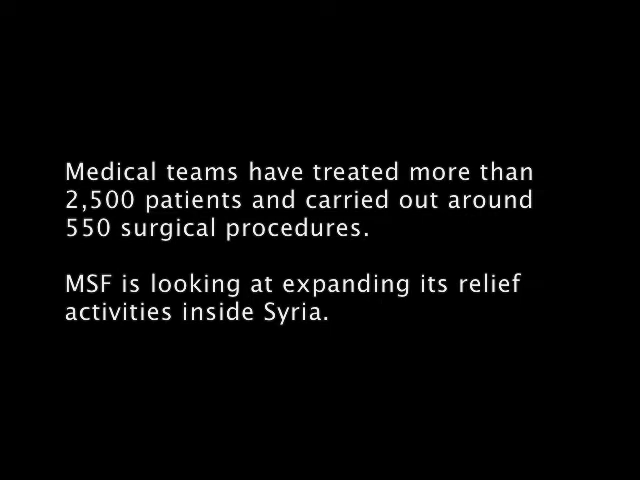 Medical teams have treated more than
2,500 patients and carried out around
550 surgical procedures.
MSF is looking at expanding its relief
activities inside Syria.